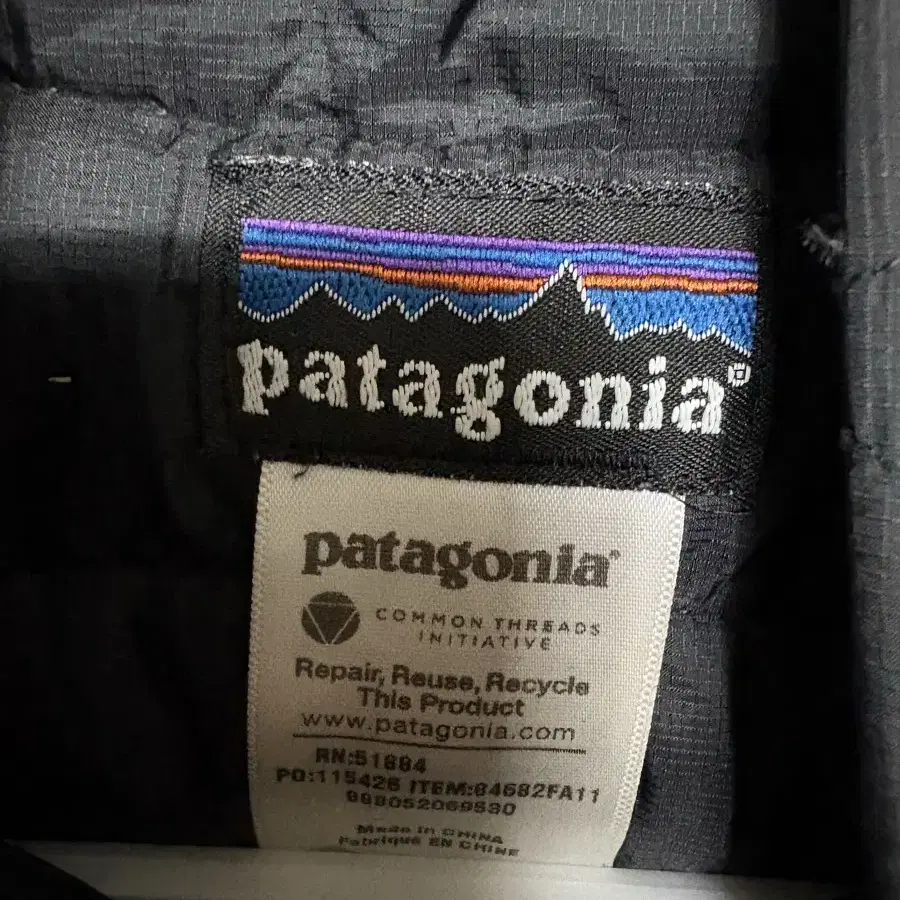 patagonia®
patagonia®
COMMON THREADS
INITIATIVE
Repair, Reuse, Recycle
This Product
www.patagonia.com
RN:51884
PO:115426 ITEM:84682FA11
Made in CHINA
Fabriqué EN CHINE